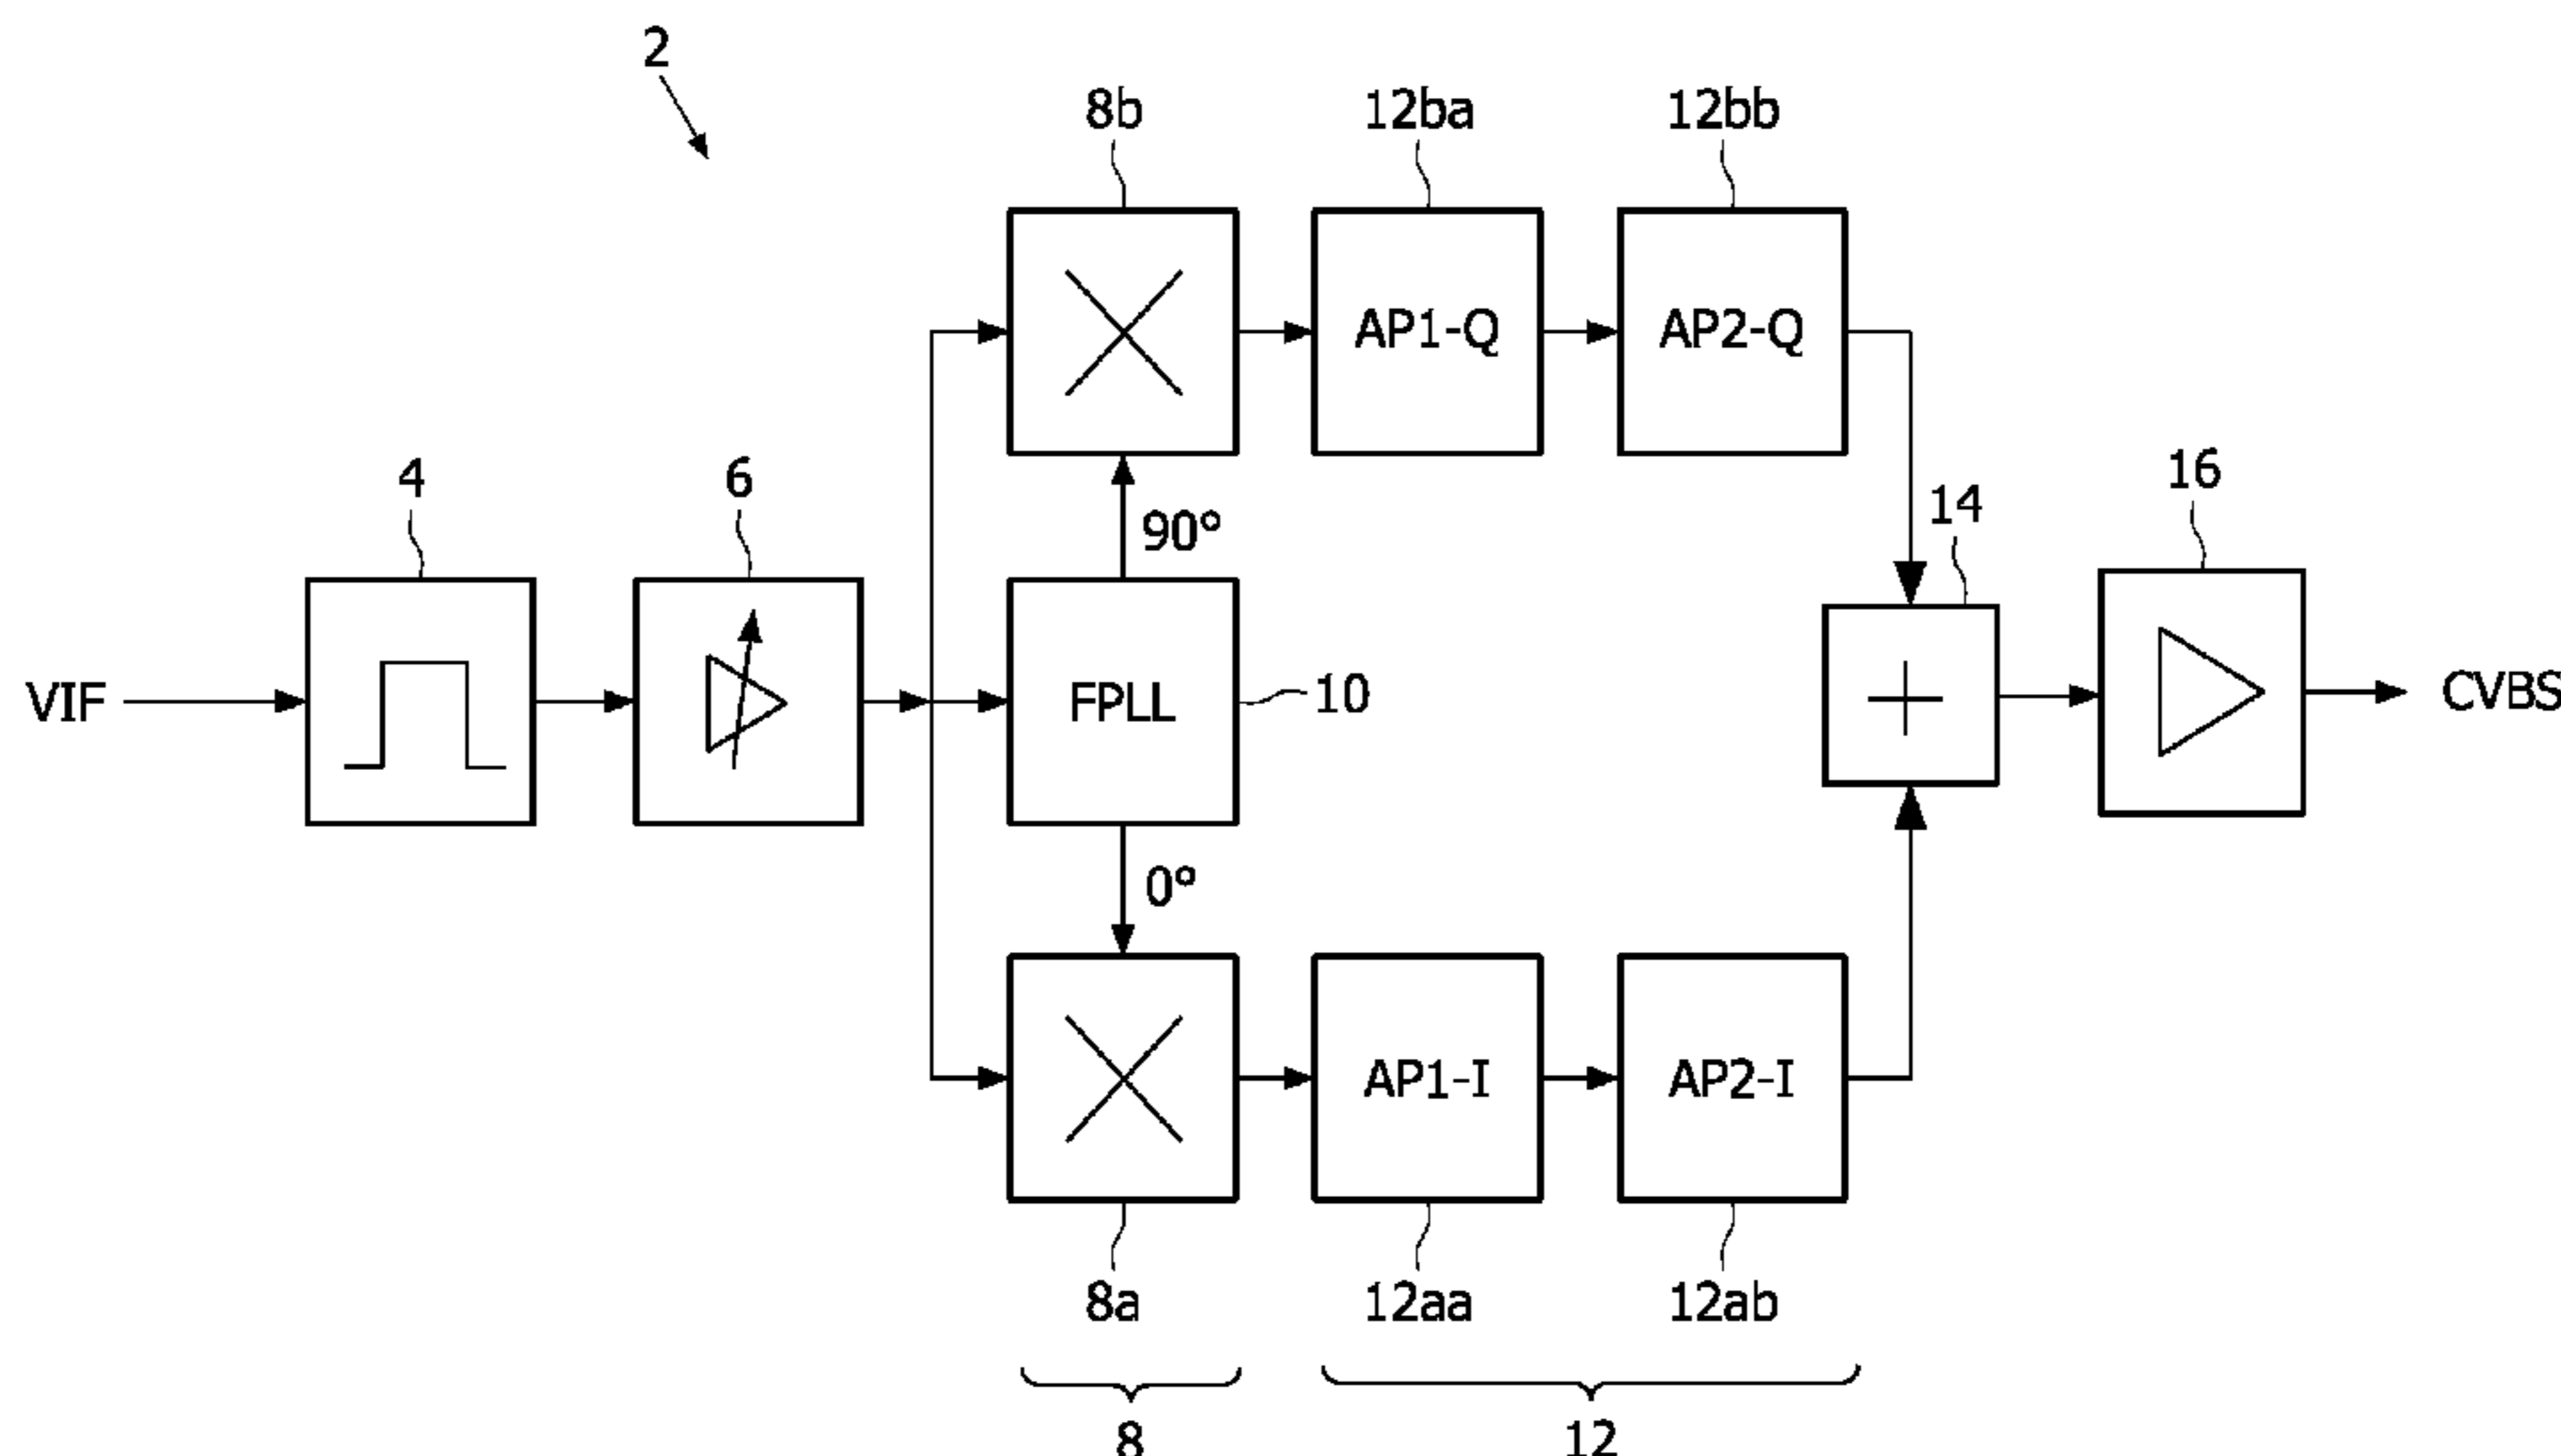 2
8b
12ba
12bb
AP1-Q
AP2-Q
4
6
90°
14
16
VIF
FPLL
10
CVBS
0°
AP1-I
AP2-I
8a
12aa
12ab
8
12